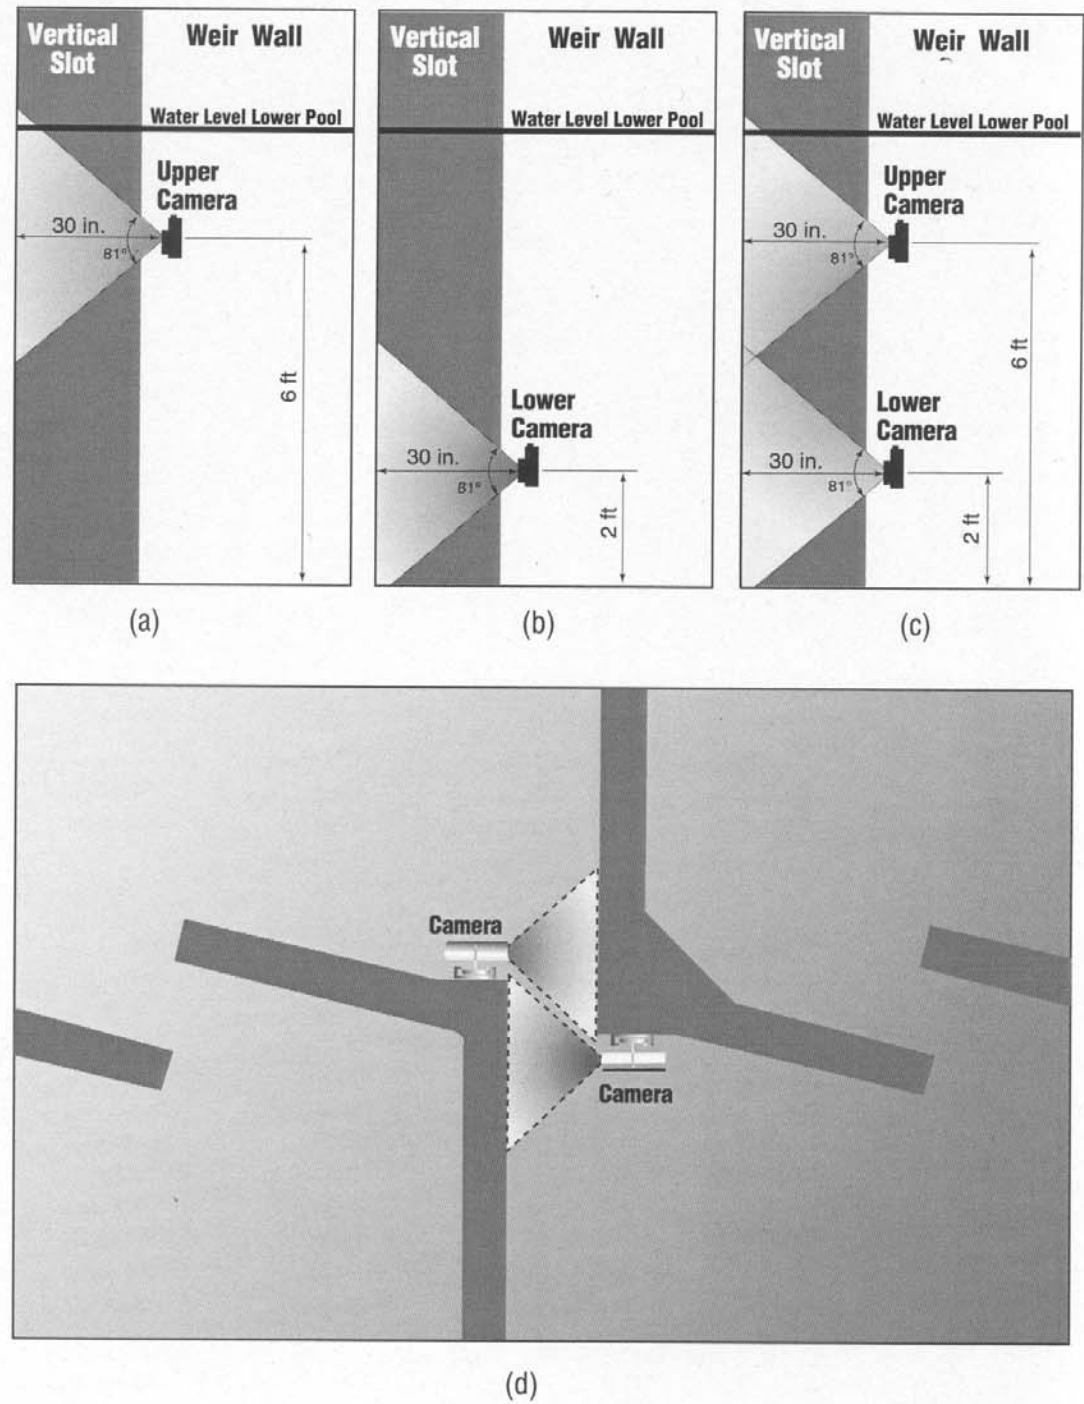 Vertical
Slot
Weir Wall
Water Level Lower Pool
Upper
Camera
30 in.
81°
6 ft
(a)
Vertical
Slot
Weir Wall
Water Level Lower Pool
Lower
Camera
30 in.
81°
2 ft
(b)
Vertical
Slot
Weir Wall
Water Level Lower Pool
Upper
Camera
30 in.
81°
6 ft
Lower
Camera
30 in.
81°
2 ft
(c)
Camera
Camera
(d)